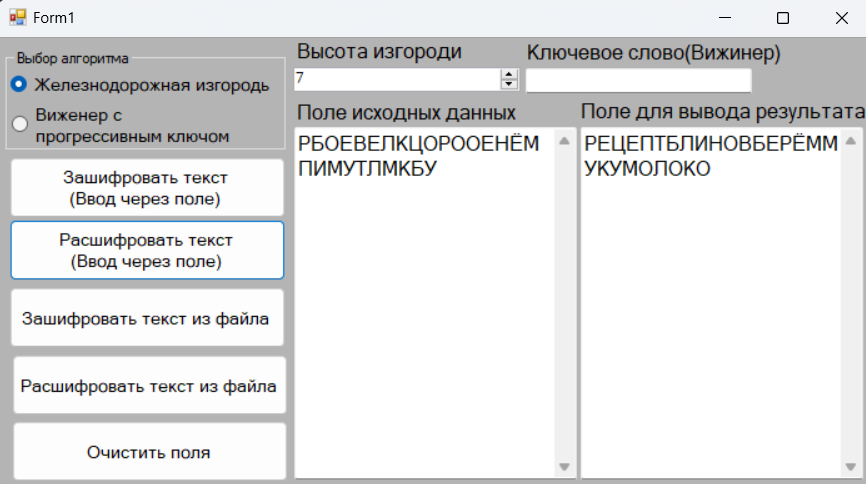 Form1
Выбор алгоритма
Железнодорожная изгородь
Виженер с
прогрессивным ключом
Зашифровать текст
(Ввод через поле)
Расшифровать текст
(Ввод через поле)
Зашифровать текст из файла
Расшифровать текст из файла
Очистить поля
Высота изгороди
7
Ключевое слово(Вижинер)
Поле исходных данных
РБОЕВЕЛКЦОРООЕНЁМ
ПИМУТЛМКБУ
Поле для вывода результата
РЕЦЕПТБЛИНОВБЕРЁММ
УКУМОЛОКО